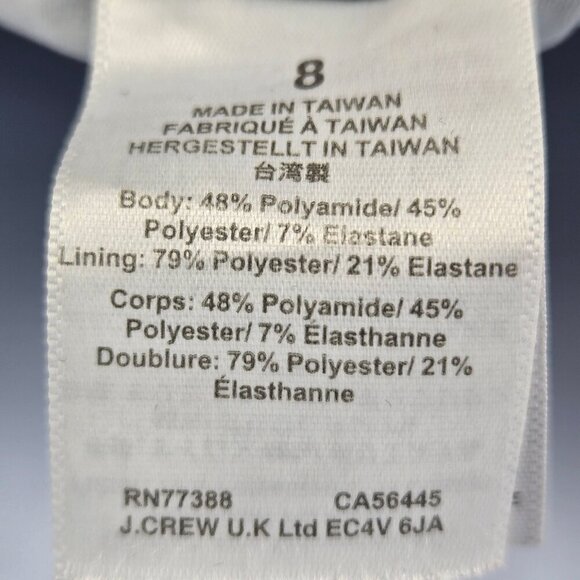 8
MADE IN TAIWAN
FABRIQUÉ À TAIWAN
HERGESTELLT IN TAIWAN
台湾製
Body: 48% Polyamide/ 45%
Polyester/ 7% Elastane
Lining: 79% Polyester/ 21% Elastane
Corps: 48% Polyamide/ 45%
Polyester/ 7% Élasthanne
Doublure: 79% Polyester/ 21%
Élasthanne
RN77388 CA56445
J.CREW U.K Ltd EC4V 6JA